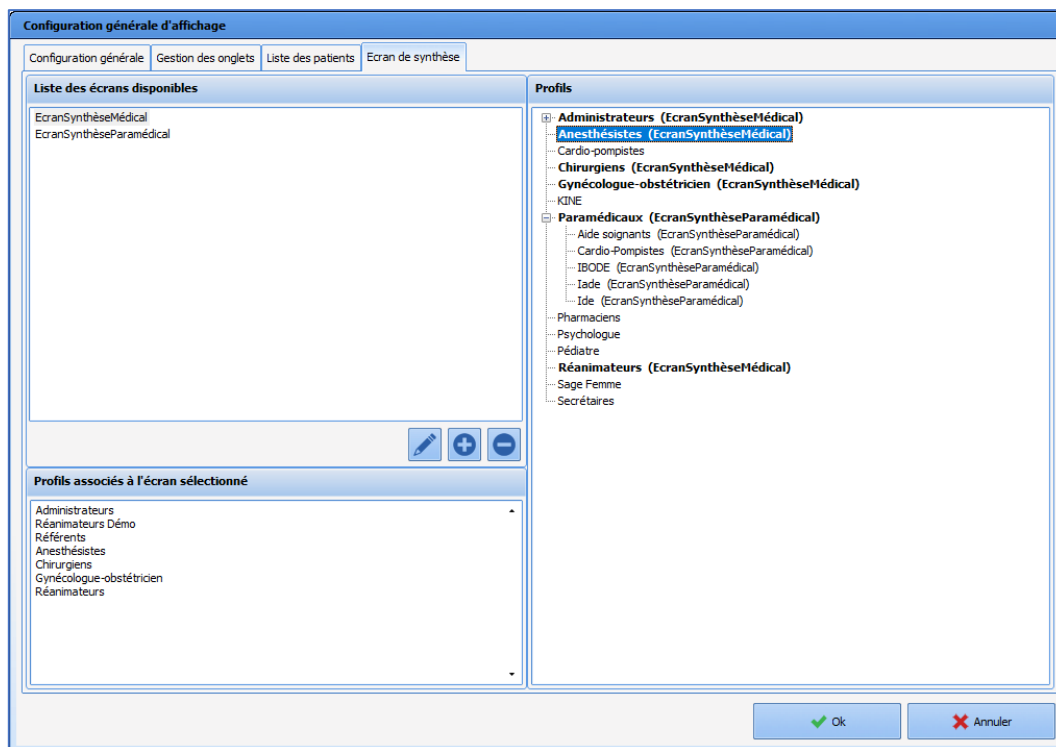 Configuration générale d'affichage
Configuration générale
Gestion des onglets
Liste des patients
Ecran de synthèse
Liste des écrans disponibles
EcranSynthèseMédical
EcranSynthèseParamédical
Profils associés à l'écran sélectionné
Administrateurs
Réanimateurs Démo
Référents
Anesthésistes
Chirurgiens
Gynécologue-obstétricien
Réanimateurs
Profils
Administrateurs (EcranSynthèseMédical)
Anesthésistes (EcranSynthèseMédical)
Cardio-pompistes
Chirurgiens (EcranSynthèseMédical)
Gynécologue-obstétricien (EcranSynthèseMédical)
KINE
Paramédicaux (EcranSynthèseParamédical)
Aide soignants (EcranSynthèseParamédical)
Cardio-Pompistes (EcranSynthèseParamédical)
IBODE (EcranSynthèseParamédical)
Iade (EcranSynthèseParamédical)
Ide (EcranSynthèseParamédical)
Pharmaciens
Psychologue
Pédiatre
Réanimateurs (EcranSynthèseMédical)
Sage Femme
Secrétaires
Ok
Annuler